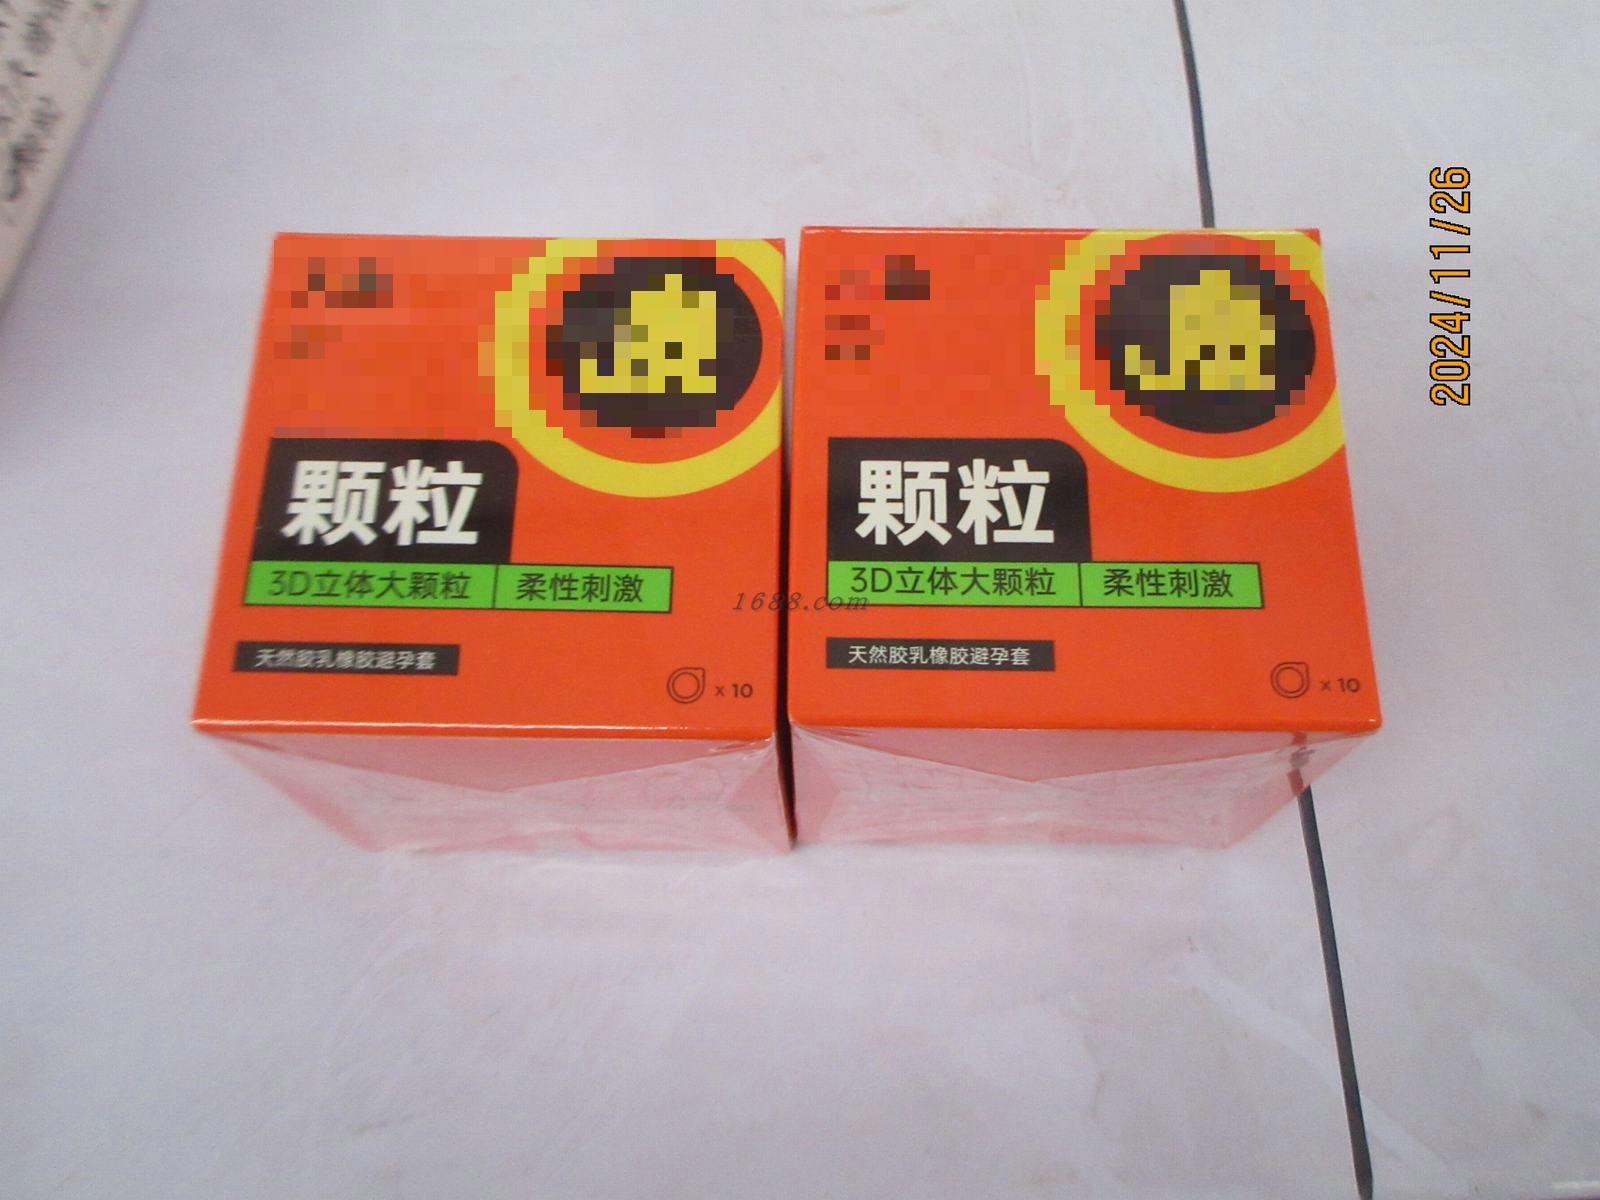 颗粒
3D立体大颗粒 柔性刺激
天然胶乳橡胶避孕套
x 10
颗粒
3D立体大颗粒 柔性刺激
天然胶乳橡胶避孕套
x 10
1688.com
2024/11/26